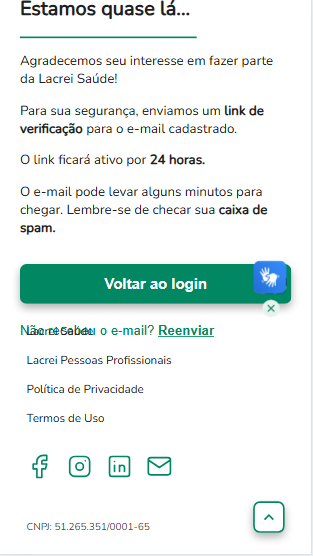 Estamos quase lá...
Agradecemos seu interesse em fazer parte
da Lacrei Saúde!
Para sua segurança, enviamos um link de
verificação para o e-mail cadastrado.
O link ficará ativo por 24 horas.
O e-mail pode levar alguns minutos para
chegar. Lembre-se de checar sua caixa de
spam.
Voltar ao login
Não recebeu o e-mail? Reenviar
Lacrei Saúde
Lacrei Pessoas Profissionais
Política de Privacidade
Termos de Uso
CNPJ: 51.265.351/0001-65